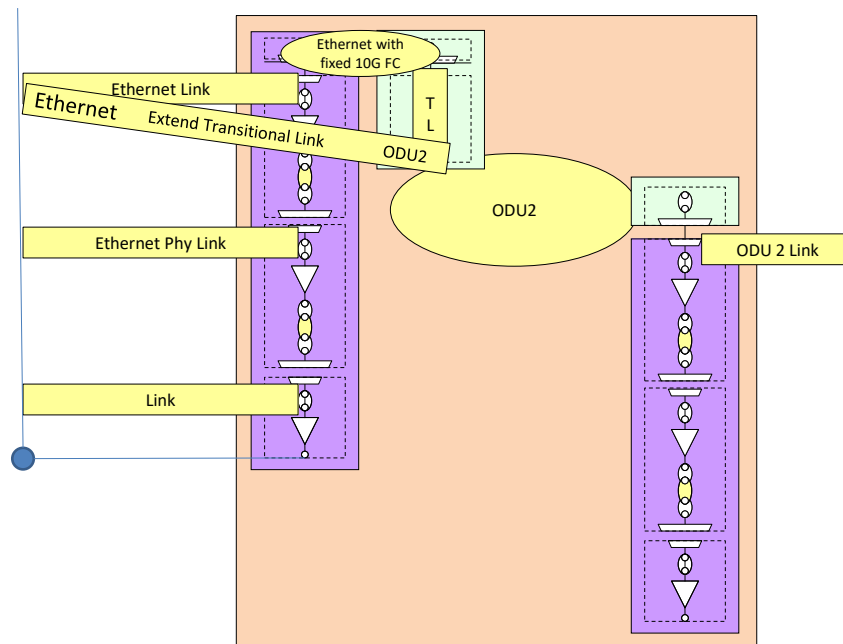 Ethernet with
fixed 10G FC
Ethernet Link
T
L
Ethernet Extend Transitional Link ODU2
ODU2
Ethernet Phy Link
ODU 2 Link
Link